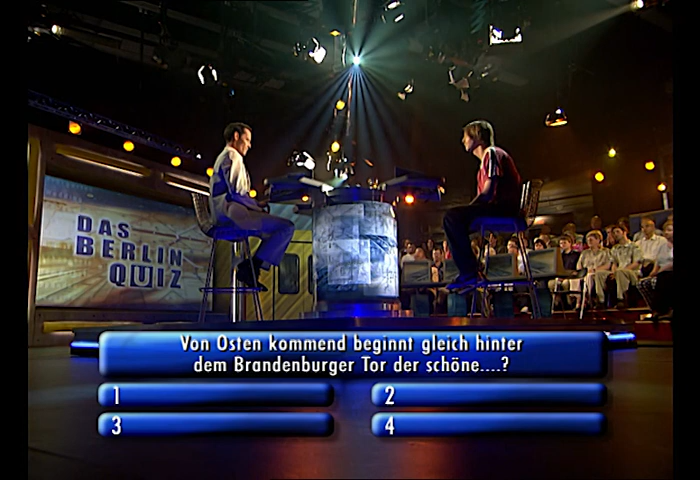 DAS
BERLIN
QUIZ
Von Osten kommend beginnt gleich hinter
dem Brandenburger Tor der schöne....?
1
2
3
4